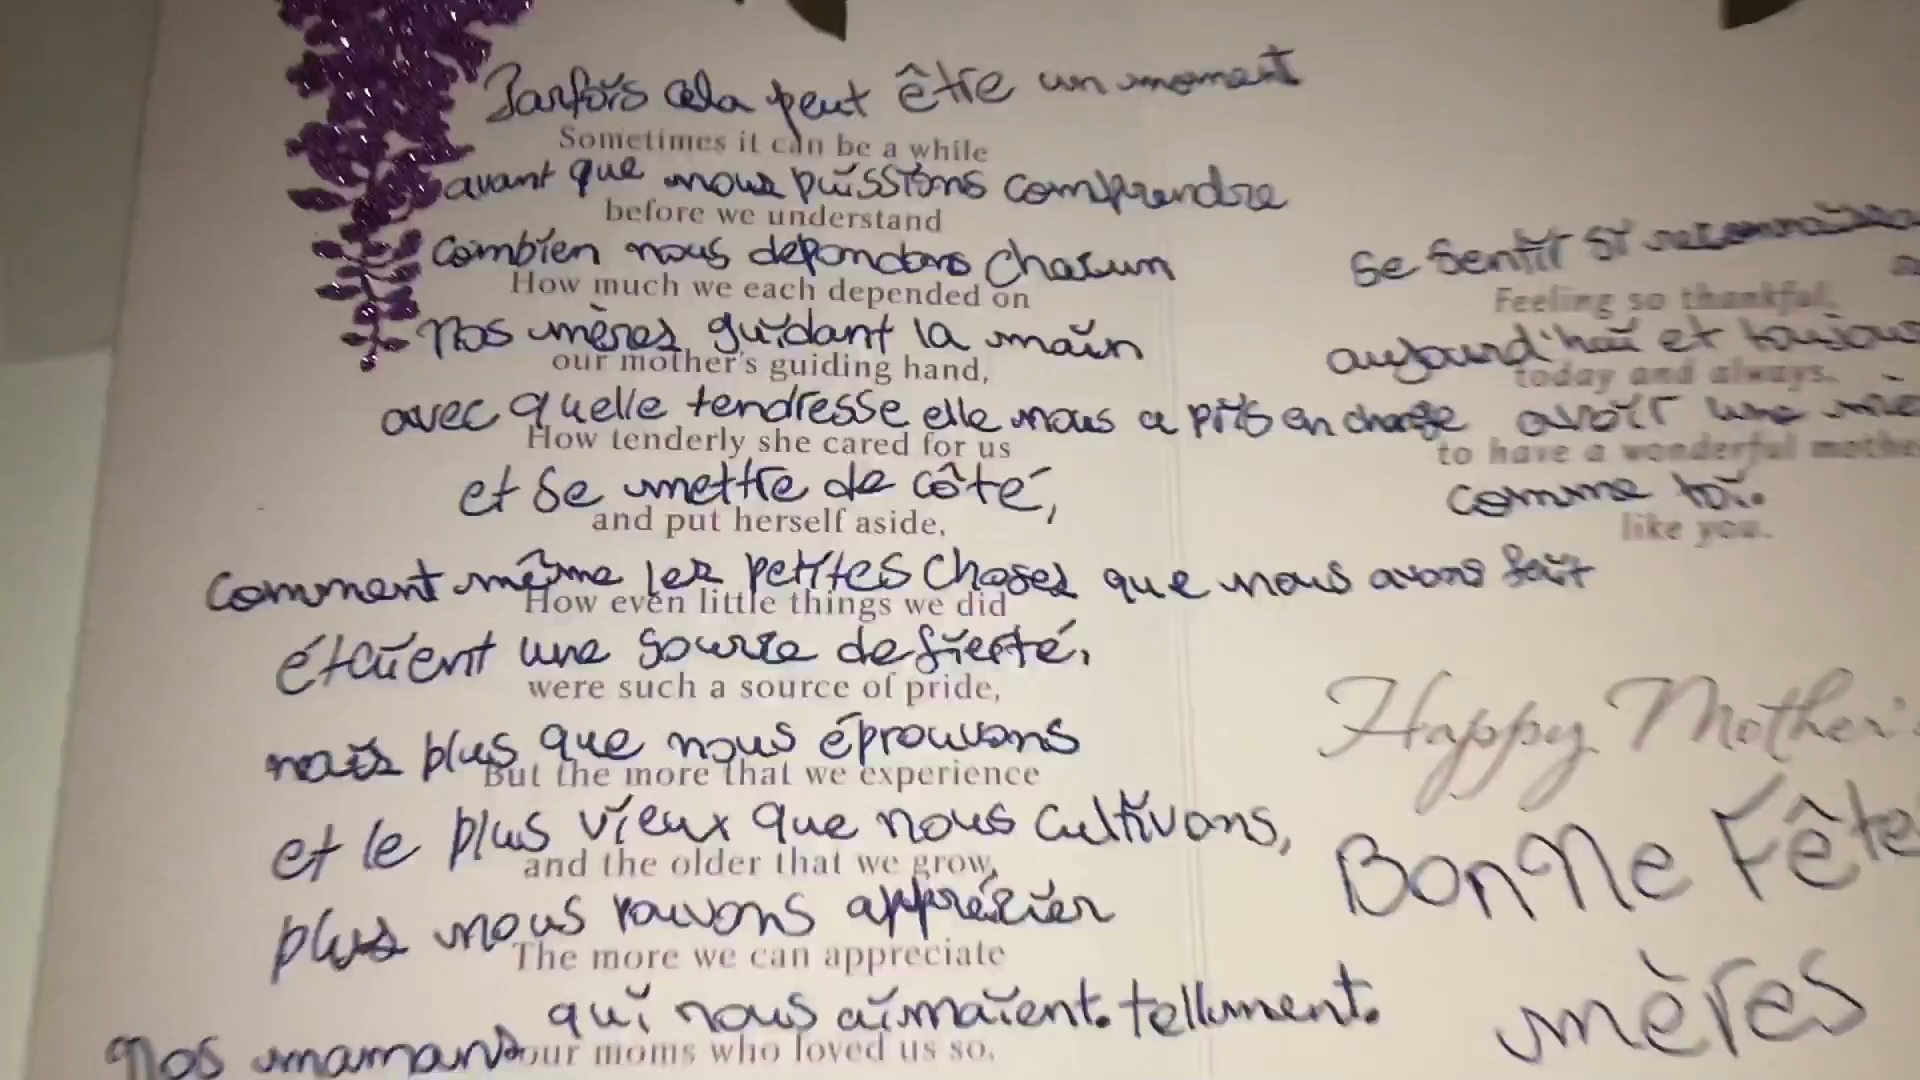 Parfois cela peut être un moment
Sometimes it can be a while
avant que nous puissions comprendre
before we understand
combien nous dépondons chacun
How much we each depended on
Nos mères guidant la main
our mother's guiding hand,
avec quelle tendresse elle nous a pris en charge
How tenderly she cared for us
et se mettre de côté,
and put herself aside,
comment même les petites choses que nous avons fait
How even little things we did
étaient une source de fierté,
were such a source of pride,
mais plus que nous éprouvons
But the more that we experience
et le plus vieux que nous cultivons,
and the older that we grow,
plus nous pouvons apprécier
The more we can appreciate
qui nous aimaient tellement.
Nos mamans
our moms who loved us so.
se sentir si
Feeling so thankful,
aujourd'hui et
today and always,
avoir une
to have a wonderful
comme toi.
like you.
Happy Mother's
BonNe Fête
mères